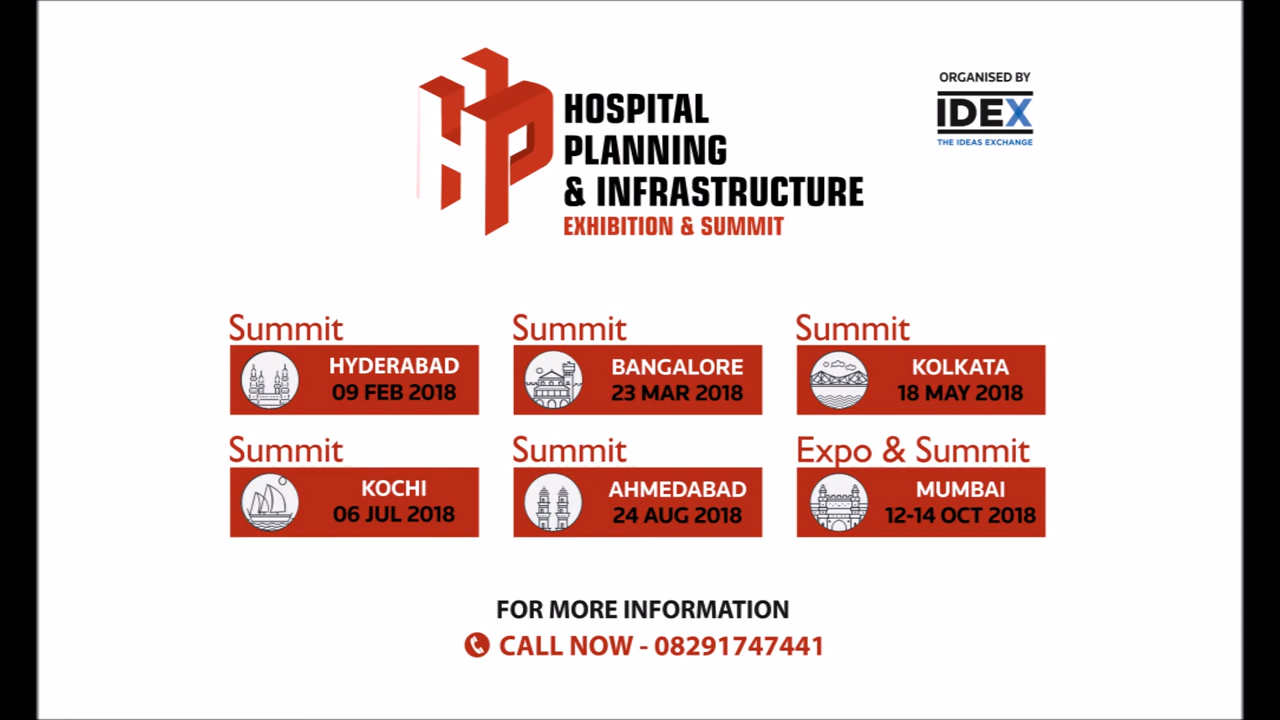 HP
HOSPITAL
PLANNING
& INFRASTRUCTURE
EXHIBITION & SUMMIT
ORGANISED BY
IDEX
THE IDEAS EXCHANGE
Summit
HYDERABAD
09 FEB 2018
Summit
BANGALORE
23 MAR 2018
Summit
KOLKATA
18 MAY 2018
Summit
KOCHI
06 JUL 2018
Summit
AHMEDABAD
24 AUG 2018
Expo & Summit
MUMBAI
12-14 OCT 2018
FOR MORE INFORMATION
CALL NOW - 08291747441